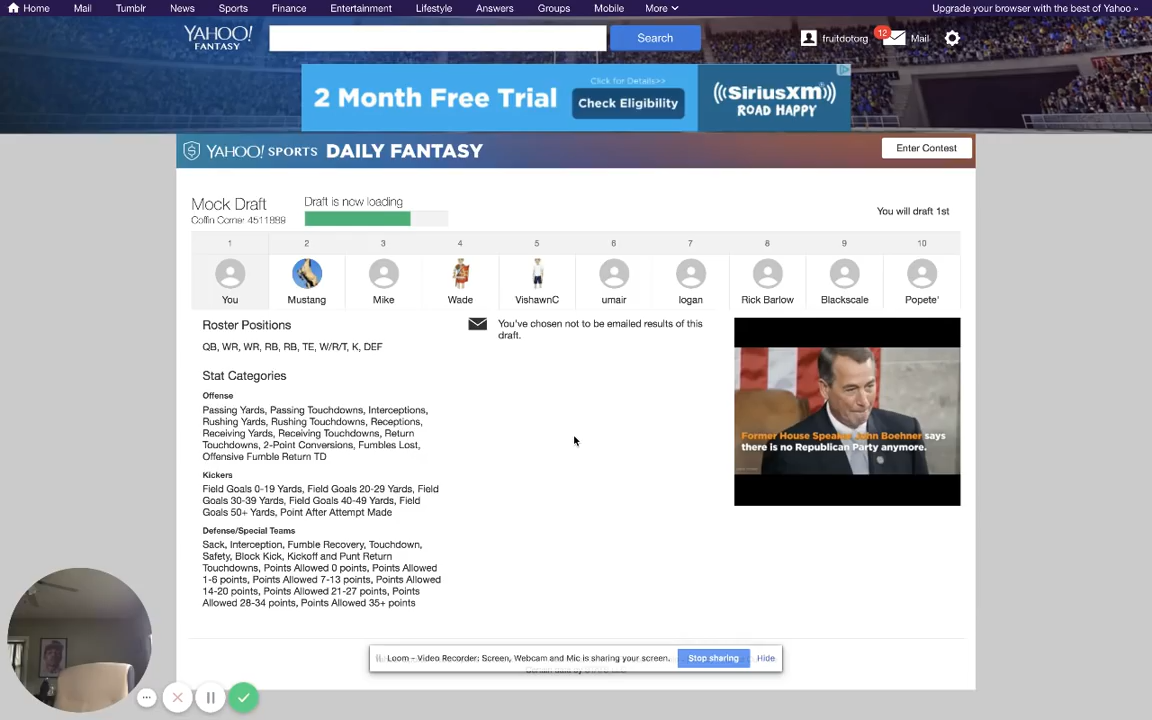 Home Mail Tumblr News Sports Finance Entertainment Lifestyle Answers Groups Mobile More Upgrade your browser with the best of Yahoo »
YAHOO!
FANTASY
Search
fruitdotorg
12
Mail
2 Month Free Trial
Click for Details>>
Check Eligibility
((SiriusXM))
ROAD HAPPY
YAHOO! SPORTS DAILY FANTASY
Enter Contest
Mock Draft
Coffin Corner 4511889
Draft is now loading
You will draft 1st
1 2 3 4 5 6 7 8 9 10
You Mustang Mike Wade VishawnC umair logan Rick Barlow Blackscale Popete'
Roster Positions
QB, WR, WR, RB, RB, TE, W/R/T, K, DEF
You've chosen not to be emailed results of this
draft.
Stat Categories
Offense
Passing Yards, Passing Touchdowns, Interceptions,
Rushing Yards, Rushing Touchdowns, Receptions,
Receiving Yards, Receiving Touchdowns, Return
Touchdowns, 2-Point Conversions, Fumbles Lost,
Offensive Fumble Return TD
Kickers
Field Goals 0-19 Yards, Field Goals 20-29 Yards, Field
Goals 30-39 Yards, Field Goals 40-49 Yards, Field
Goals 50+ Yards, Point After Attempt Made
Defense/Special Teams
Sack, Interception, Fumble Recovery, Touchdown,
Safety, Block Kick, Kickoff and Punt Return
Touchdowns, Points Allowed 0 points, Points Allowed
1-6 points, Points Allowed 7-13 points, Points Allowed
14-20 points, Points Allowed 21-27 points, Points
Allowed 28-34 points, Points Allowed 35+ points
Former House Speaker John Boehner says
there is no Republican Party anymore.
Loom – Video Recorder: Screen, Webcam and Mic is sharing your screen.
Stop sharing
Hide